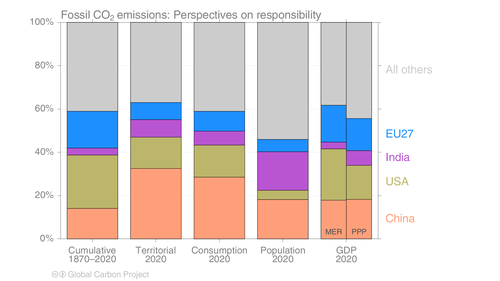 Fossil CO₂ emissions: Perspectives on responsibility
100%
80%
60%
40%
20%
0%
All others
EU27
India
USA
China
MER PPP
Cumulative
1870–2020
Territorial
2020
Consumption
2020
Population
2020
GDP
2020
Global Carbon Project